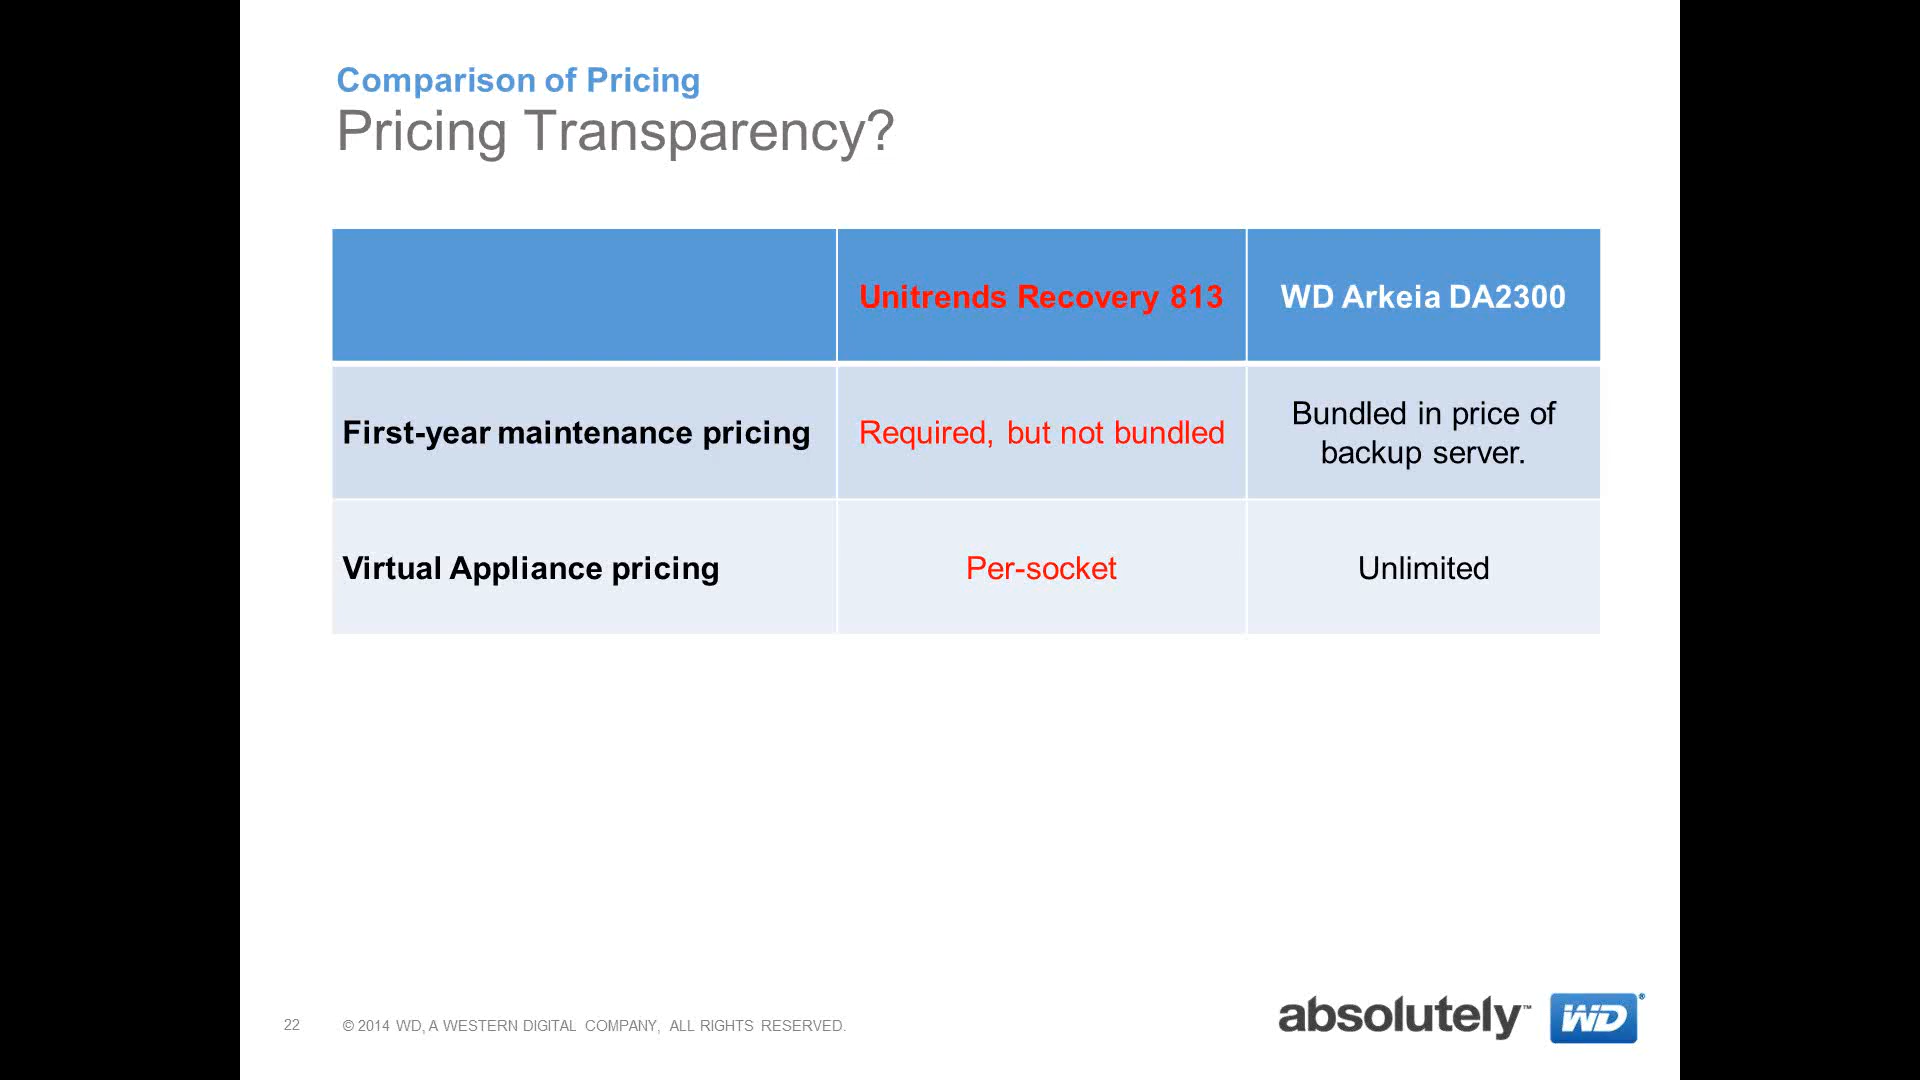 Comparison of Pricing
Pricing Transparency?
Unitrends Recovery 813
WD Arkeia DA2300
First-year maintenance pricing
Required, but not bundled
Bundled in price of
backup server.
Virtual Appliance pricing
Per-socket
Unlimited
22
© 2014 WD, A WESTERN DIGITAL COMPANY, ALL RIGHTS RESERVED.
absolutely™
WD®